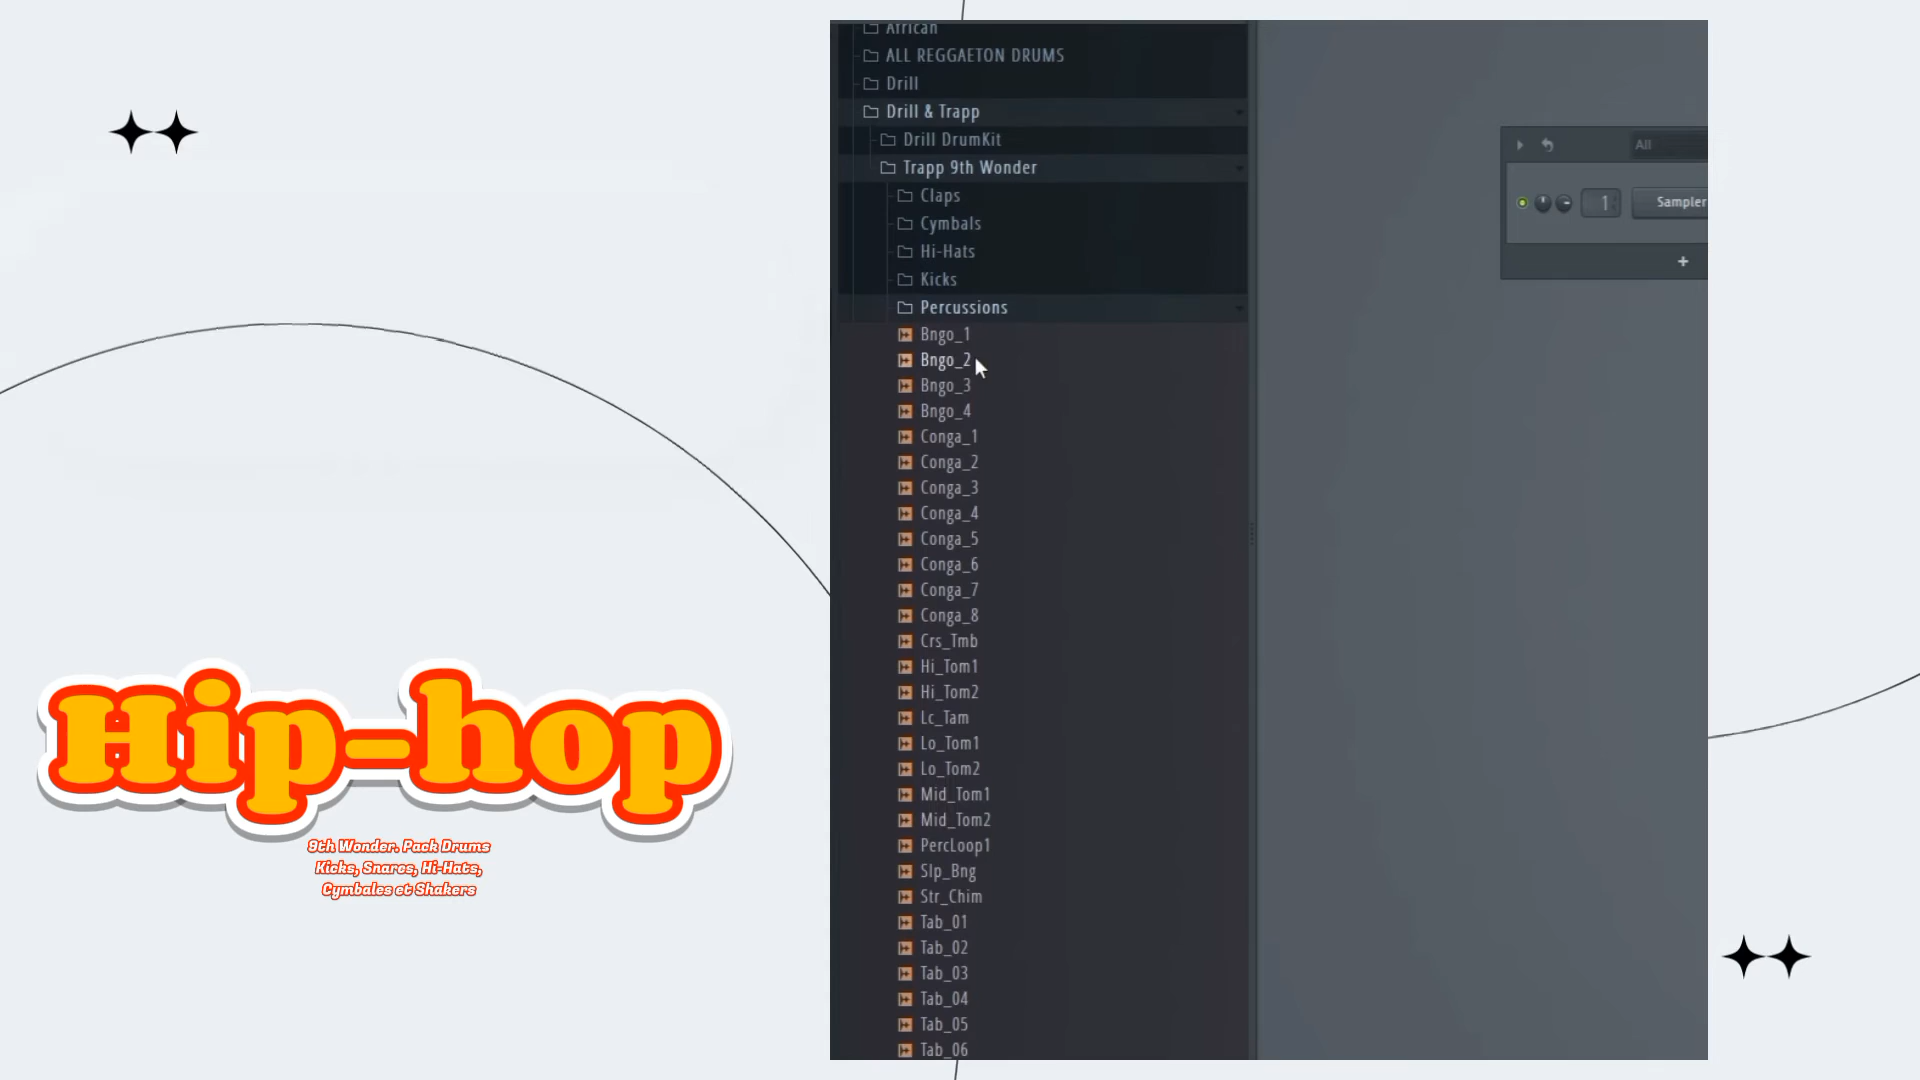 African
ALL REGGAETON DRUMS
Drill
Drill & Trapp
Drill DrumKit
Trapp 9th Wonder
Claps
Cymbals
Hi-Hats
Kicks
Percussions
Bngo_1
Bngo_2
Bngo_3
Bngo_4
Conga_1
Conga_2
Conga_3
Conga_4
Conga_5
Conga_6
Conga_7
Conga_8
Crs_Tmb
Hi_Tom1
Hi_Tom2
Lc_Tam
Lo_Tom1
Lo_Tom2
Mid_Tom1
Mid_Tom2
PercLoop1
Slp_Bng
Str_Chim
Tab_01
Tab_02
Tab_03
Tab_04
Tab_05
Tab_06
All
1
Sampler
+
Hip-hop
9th Wonder. Pack Drums
Kicks, Snares, Hi-Hats,
Cymbales et Shakers